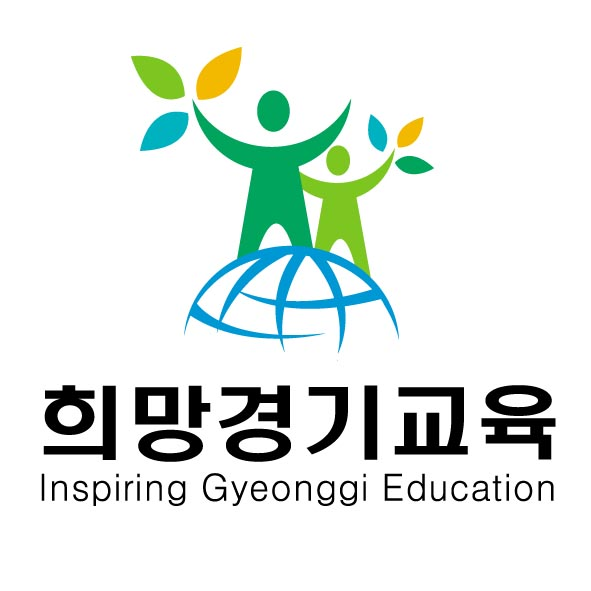 희망경기교육
Inspiring Gyeonggi Education